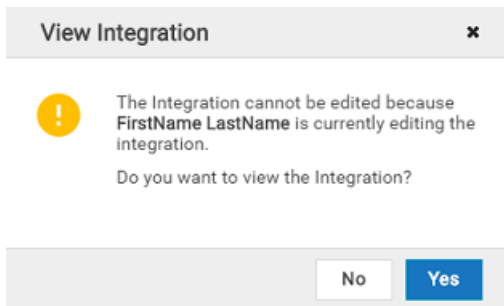 View Integration
The Integration cannot be edited because
FirstName LastName is currently editing the
integration.
Do you want to view the Integration?
No
Yes